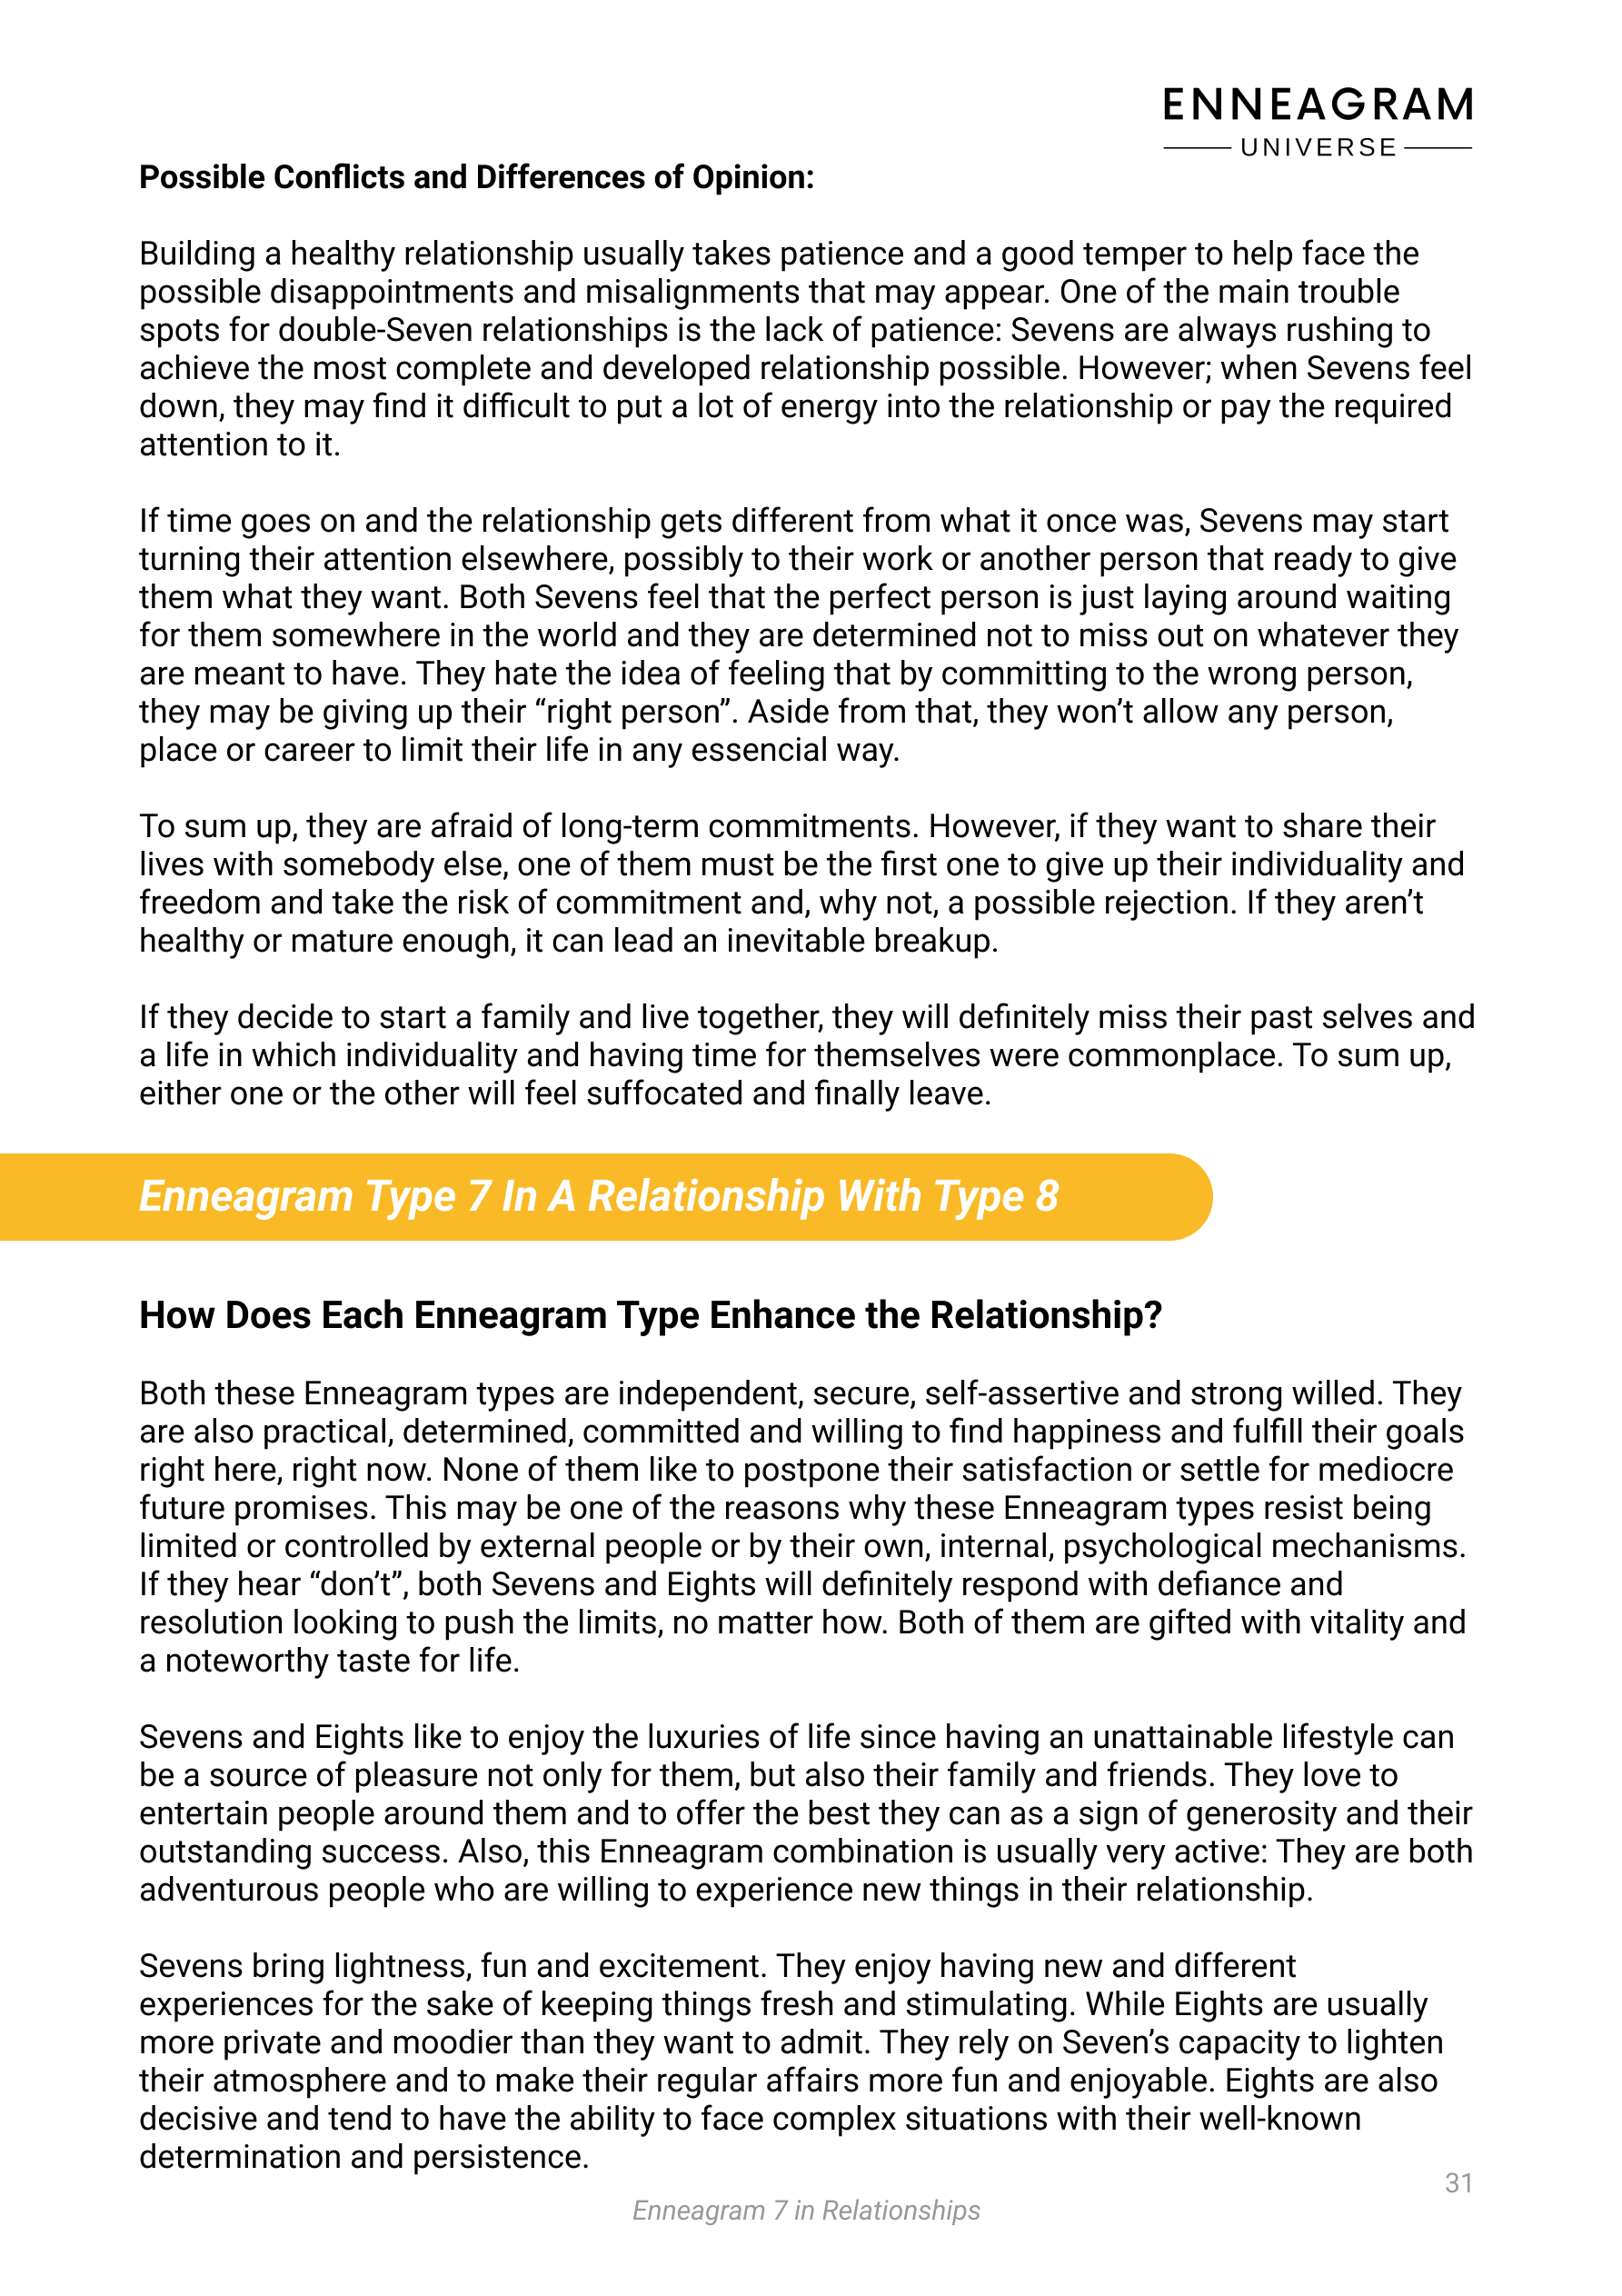 ENNEAGRAM
UNIVERSE
Possible Conflicts and Differences of Opinion:
Building a healthy relationship usually takes patience and a good temper to help face the
possible disappointments and misalignments that may appear. One of the main trouble
spots for double-Seven relationships is the lack of patience: Sevens are always rushing to
achieve the most complete and developed relationship possible. However; when Sevens feel
down, they may find it difficult to put a lot of energy into the relationship or pay the required
attention to it.
If time goes on and the relationship gets different from what it once was, Sevens may start
turning their attention elsewhere, possibly to their work or another person that ready to give
them what they want. Both Sevens feel that the perfect person is just laying around waiting
for them somewhere in the world and they are determined not to miss out on whatever they
are meant to have. They hate the idea of feeling that by committing to the wrong person,
they may be giving up their “right person”. Aside from that, they won’t allow any person,
place or career to limit their life in any essencial way.
To sum up, they are afraid of long-term commitments. However, if they want to share their
lives with somebody else, one of them must be the first one to give up their individuality and
freedom and take the risk of commitment and, why not, a possible rejection. If they aren’t
healthy or mature enough, it can lead an inevitable breakup.
If they decide to start a family and live together, they will definitely miss their past selves and
a life in which individuality and having time for themselves were commonplace. To sum up,
either one or the other will feel suffocated and finally leave.
Enneagram Type 7 In A Relationship With Type 8
How Does Each Enneagram Type Enhance the Relationship?
Both these Enneagram types are independent, secure, self-assertive and strong willed. They
are also practical, determined, committed and willing to find happiness and fulfill their goals
right here, right now. None of them like to postpone their satisfaction or settle for mediocre
future promises. This may be one of the reasons why these Enneagram types resist being
limited or controlled by external people or by their own, internal, psychological mechanisms.
If they hear “don’t”, both Sevens and Eights will definitely respond with defiance and
resolution looking to push the limits, no matter how. Both of them are gifted with vitality and
a noteworthy taste for life.
Sevens and Eights like to enjoy the luxuries of life since having an unattainable lifestyle can
be a source of pleasure not only for them, but also their family and friends. They love to
entertain people around them and to offer the best they can as a sign of generosity and their
outstanding success. Also, this Enneagram combination is usually very active: They are both
adventurous people who are willing to experience new things in their relationship.
Sevens bring lightness, fun and excitement. They enjoy having new and different
experiences for the sake of keeping things fresh and stimulating. While Eights are usually
more private and moodier than they want to admit. They rely on Seven’s capacity to lighten
their atmosphere and to make their regular affairs more fun and enjoyable. Eights are also
decisive and tend to have the ability to face complex situations with their well-known
determination and persistence.
31
Enneagram 7 in Relationships